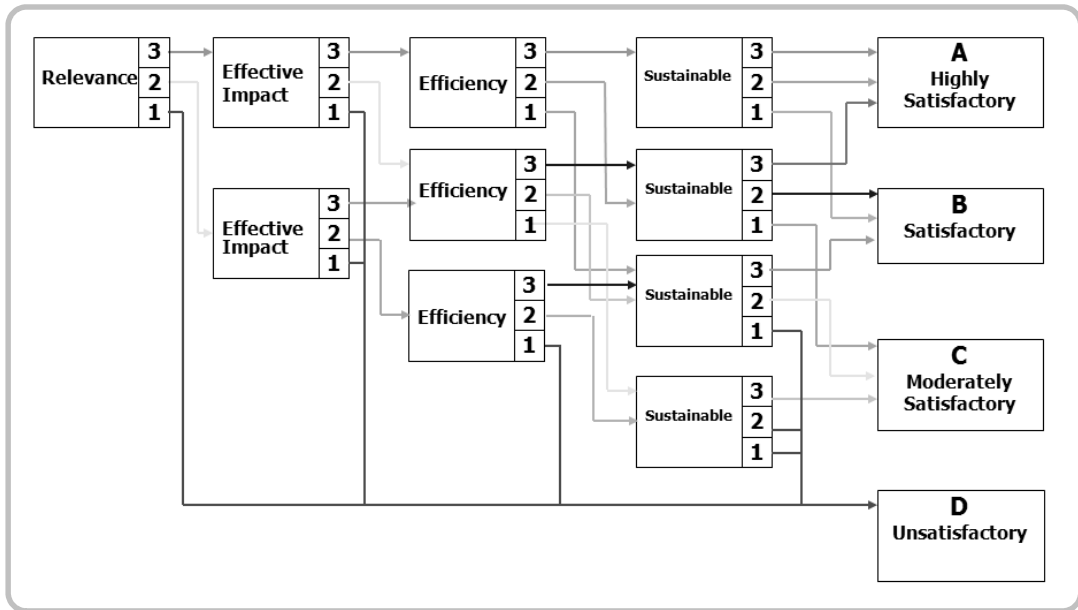 Relevance
3
2
1
Effective
Impact
3
2
1
Efficiency
3
2
1
Sustainable
3
2
1
A
Highly
Satisfactory
Effective
Impact
3
2
1
Efficiency
3
2
1
Sustainable
3
2
1
B
Satisfactory
Efficiency
3
2
1
Sustainable
3
2
1
C
Moderately
Satisfactory
Sustainable
3
2
1
D
Unsatisfactory